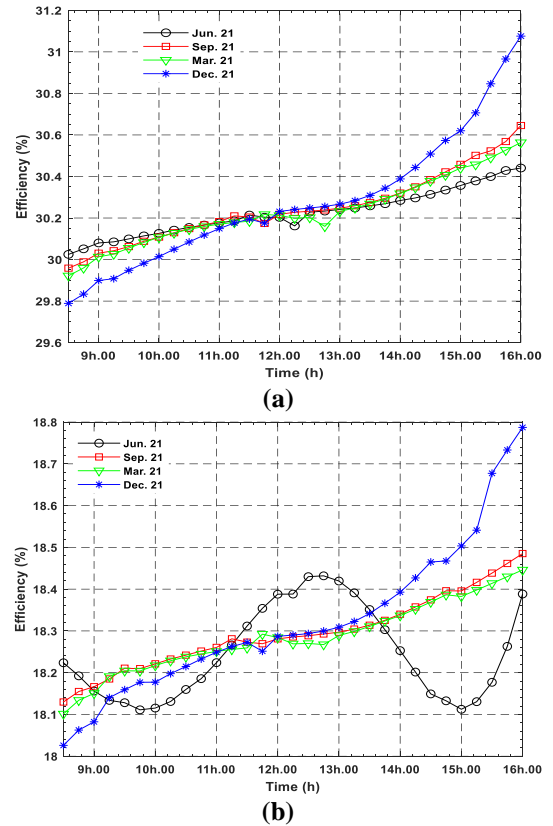 31.2
31
30.8
30.6
30.4
30.2
30
29.8
29.6
Efficiency (%)
Jun. 21
Sep. 21
Mar. 21
Dec. 21
9h.00 10h.00 11h.00 12h.00 13h.00 14h.00 15h.00 16h.00
Time (h)
(a)
18.8
18.7
18.6
18.5
18.4
18.3
18.2
18.1
18
Efficiency (%)
Jun. 21
Sep. 21
Mar. 21
Dec. 21
9h.00 10h.00 11h.00 12h.00 13h.00 14h.00 15h.00 16h.00
Time (h)
(b)